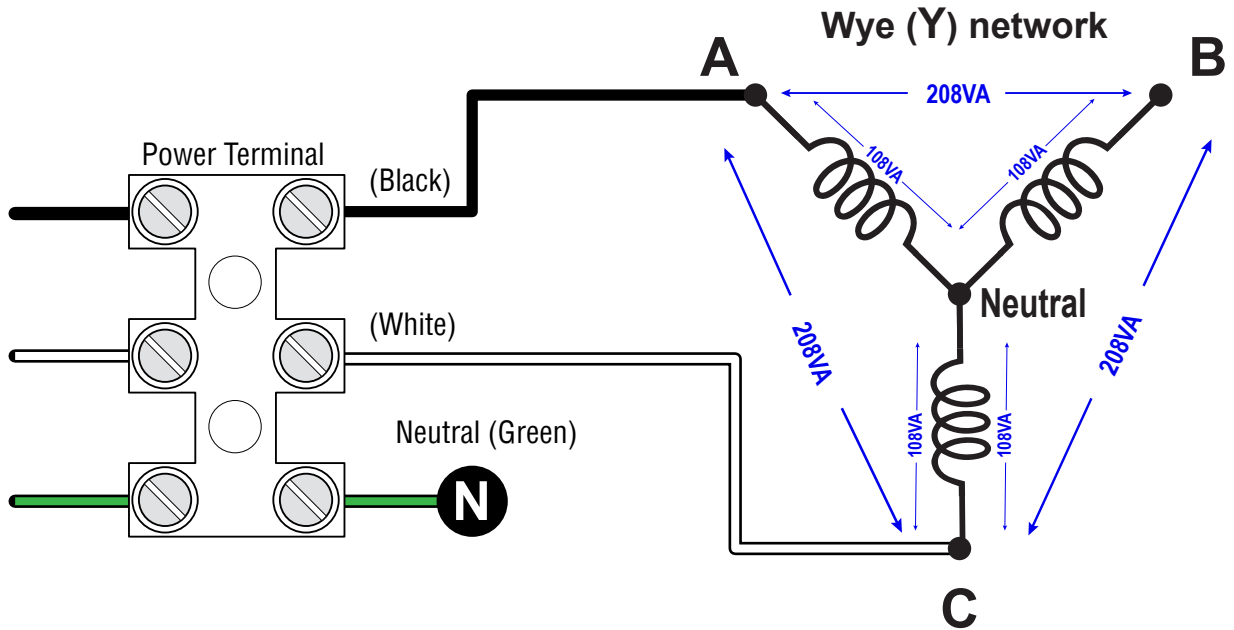 Wye (Y) network
A
B
208VA
108VA
108VA
Power Terminal
(Black)
Neutral
(White)
208VA
208VA
108VA
108VA
Neutral (Green)
N
C